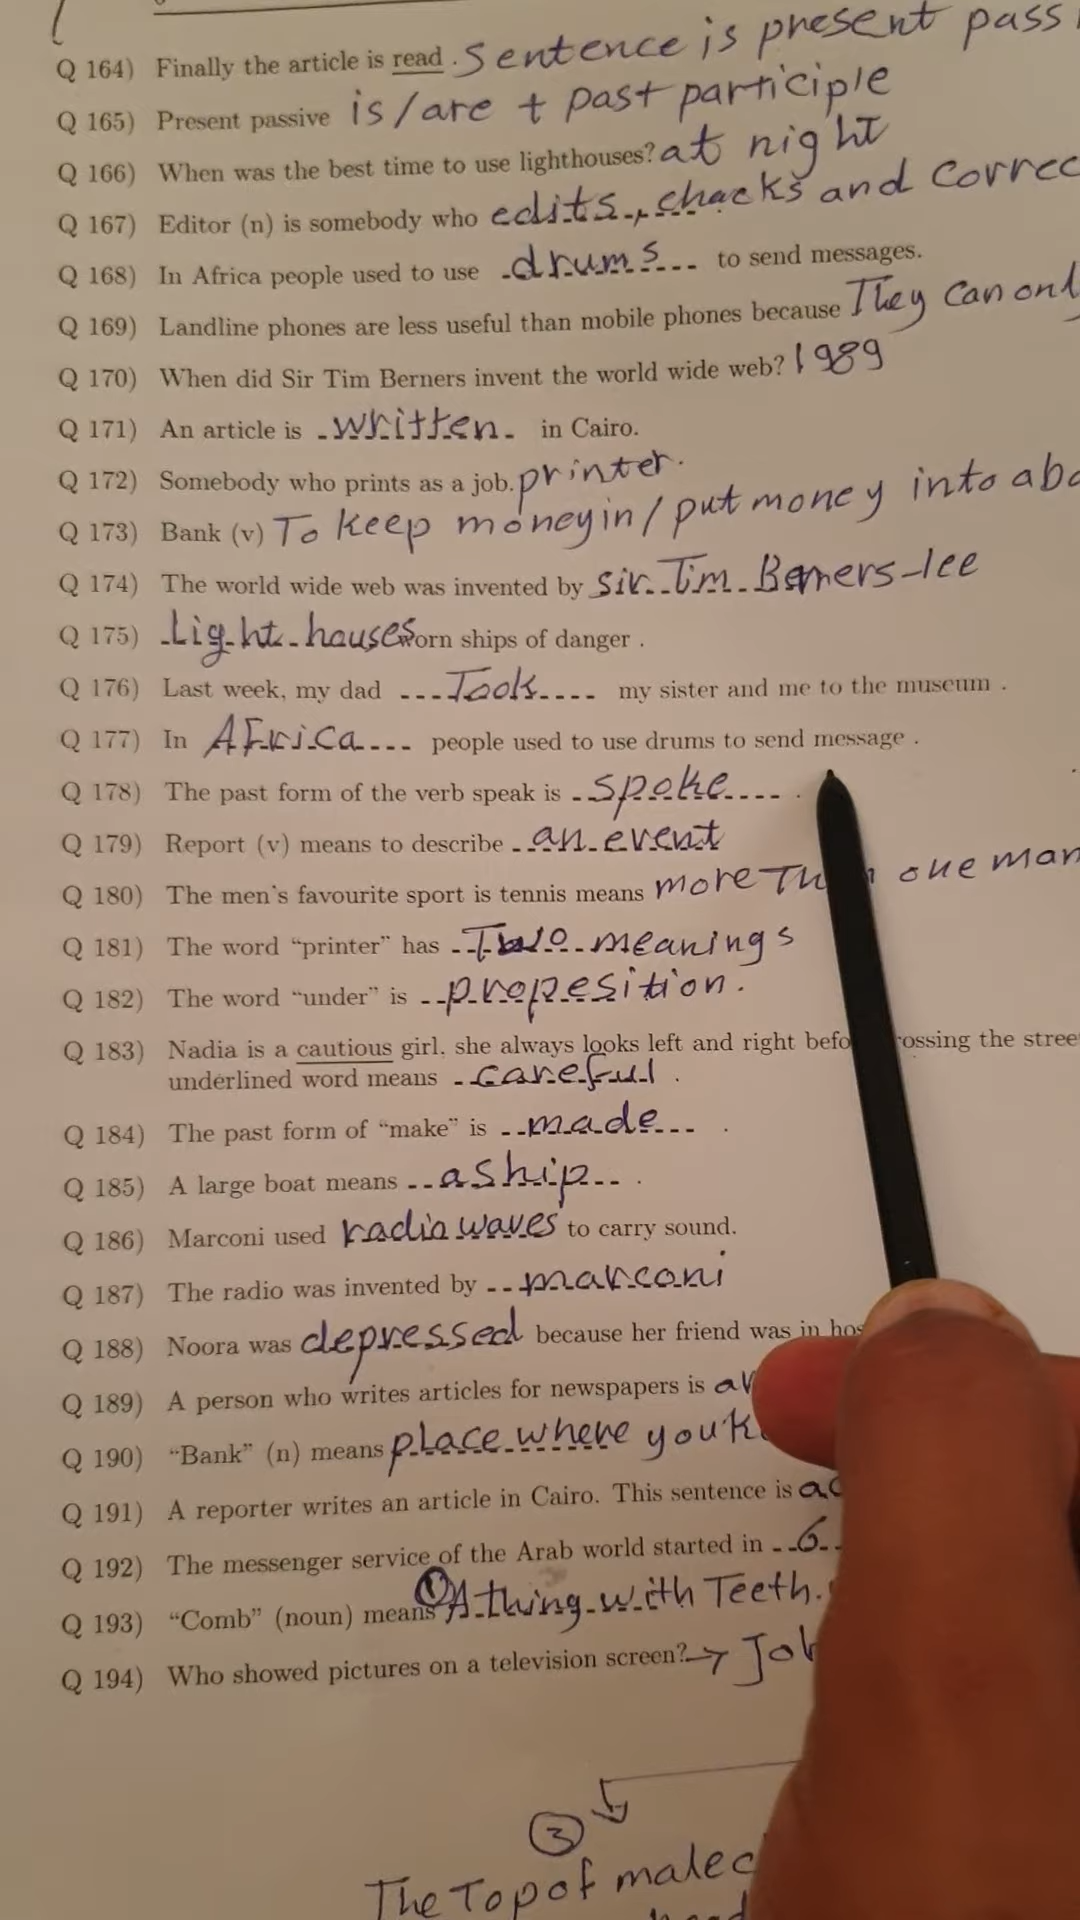 Q 164) Finally the article is read . Sentence is present pass
Q 165) Present passive is/are + past participle
Q 166) When was the best time to use lighthouses? at night
Q 167) Editor (n) is somebody who edits, chacks and correc
Q 168) In Africa people used to use drums to send messages.
Q 169) Landline phones are less useful than mobile phones because They can onl
Q 170) When did Sir Tim Berners invent the world wide web? 1989
Q 171) An article is written in Cairo.
Q 172) Somebody who prints as a job. printer.
Q 173) Bank (v) To keep money in / put money into aba
Q 174) The world wide web was invented by sir Tim Berners-lee
Q 175) Light hauses worn ships of danger .
Q 176) Last week, my dad Took my sister and me to the museum .
Q 177) In AFrica people used to use drums to send message .
Q 178) The past form of the verb speak is spoke .
Q 179) Report (v) means to describe an event
Q 180) The men's favourite sport is tennis means more Th n one man
Q 181) The word “printer” has Two meanings
Q 182) The word “under” is preposition.
Q 183) Nadia is a cautious girl, she always looks left and right befo ossing the stree
underlined word means careful .
Q 184) The past form of “make” is made .
Q 185) A large boat means a ship .
Q 186) Marconi used radio waves to carry sound.
Q 187) The radio was invented by marconi
Q 188) Noora was depressed because her friend was in hos
Q 189) A person who writes articles for newspapers is
Q 190) “Bank” (n) means place where you k
Q 191) A reporter writes an article in Cairo. This sentence is ac
Q 192) The messenger service of the Arab world started in 6
Q 193) “Comb” (noun) means ① A thing with Teeth.
Q 194) Who showed pictures on a television screen? → Joh
③
The Top of malec